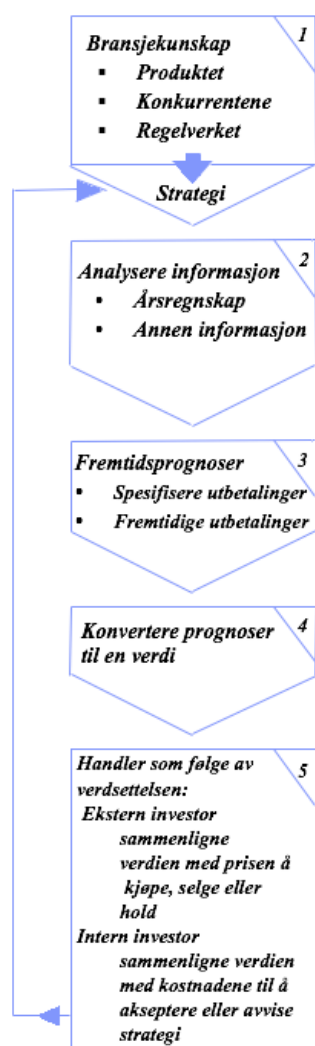 1
Bransjekunskap
▪ Produktet
▪ Konkurrentene
▪ Regelverket
Strategi
2
Analysere informasjon
• Årsregnskap
• Annen informasjon
3
Fremtidsprognoser
▪ Spesifisere utbetalinger
• Fremtidige utbetalinger
4
Konvertere prognoser
til en verdi
5
Handler som følge av
verdsettelsen:
Ekstern investor
sammenligne
verdien med prisen å
kjøpe, selge eller
hold
Intern investor
sammenligne verdien
med kostnadene til å
akseptere eller avvise
strategi